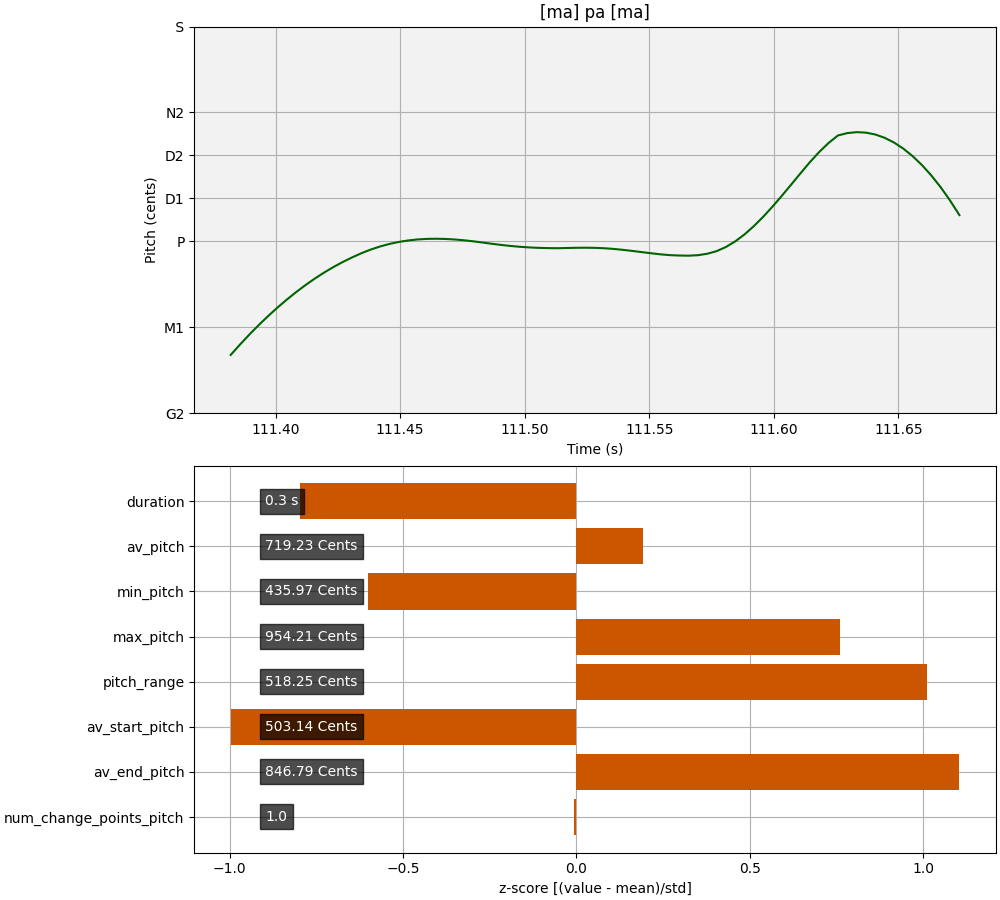 [ma] pa [ma]
S
N2
D2
D1
P
M1
G2
Pitch (cents)
111.40 111.45 111.50 111.55 111.60 111.65
Time (s)
duration 0.3 s
av_pitch 719.23 Cents
min_pitch 435.97 Cents
max_pitch 954.21 Cents
pitch_range 518.25 Cents
av_start_pitch 503.14 Cents
av_end_pitch 846.79 Cents
num_change_points_pitch 1.0
−1.0 −0.5 0.0 0.5 1.0
z-score [(value - mean)/std]